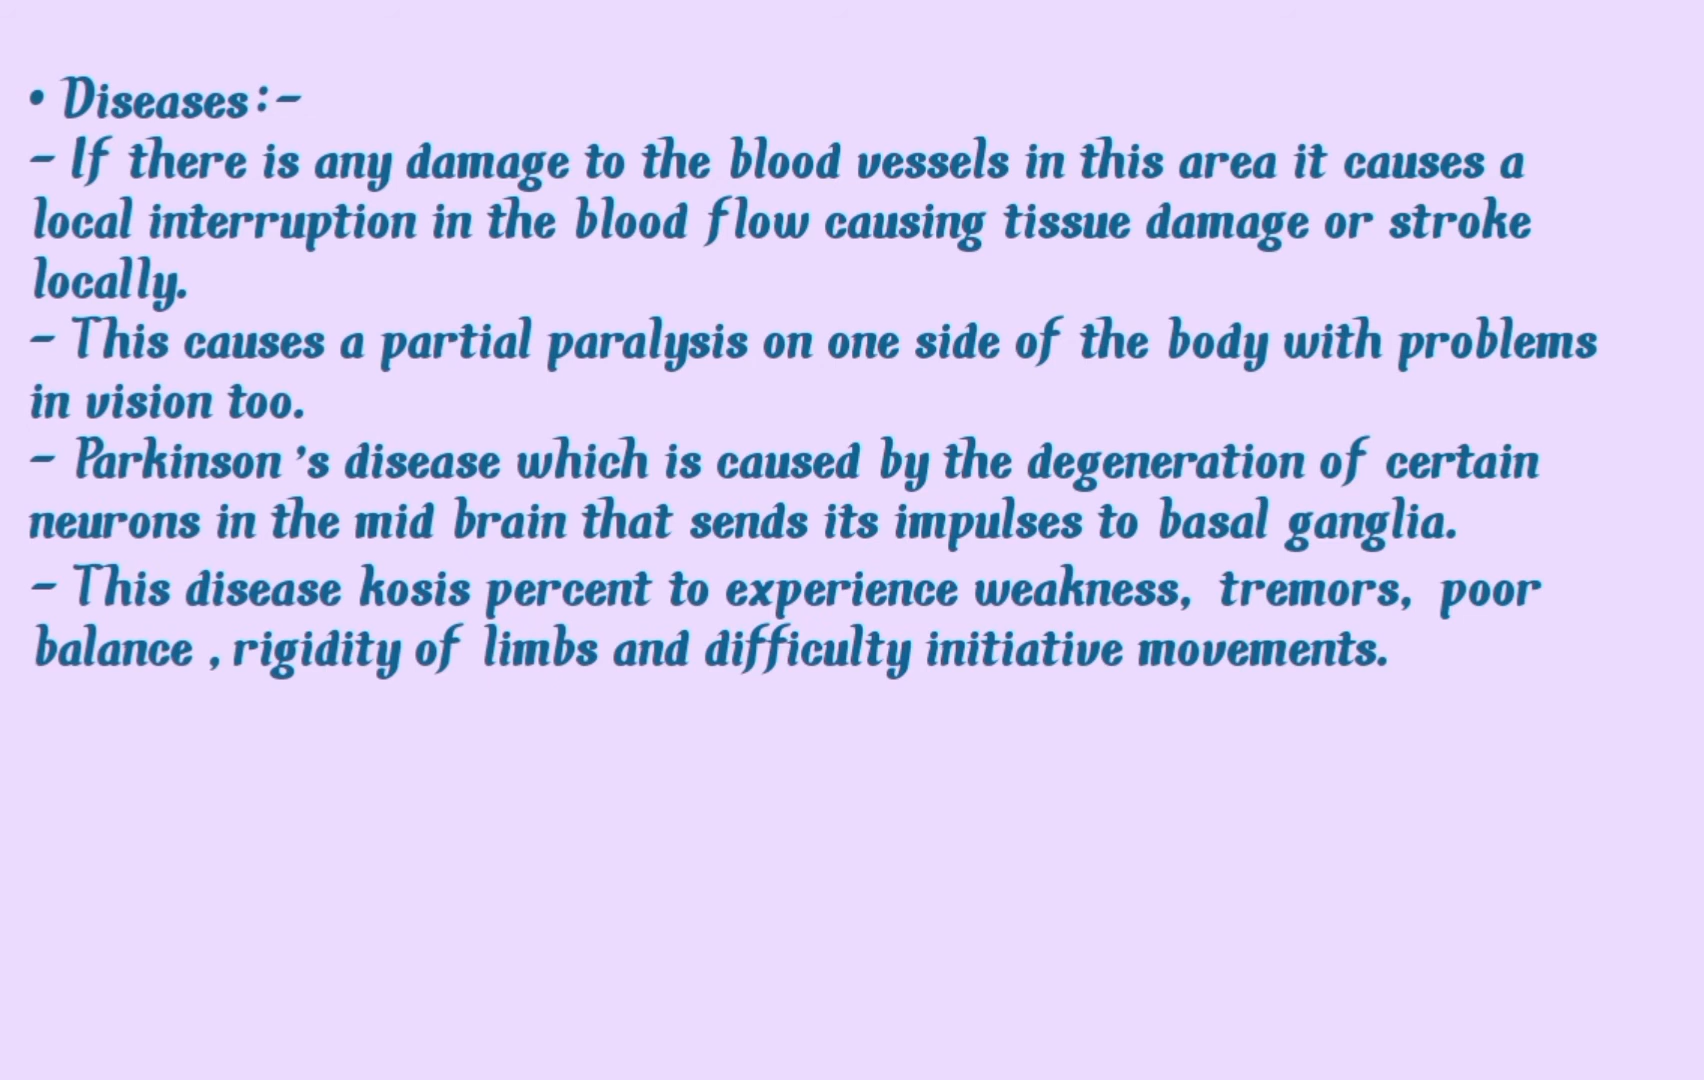 • Diseases:-
- If there is any damage to the blood vessels in this area it causes a
local interruption in the blood flow causing tissue damage or stroke
locally.
- This causes a partial paralysis on one side of the body with problems
in vision too.
- Parkinson 's disease which is caused by the degeneration of certain
neurons in the mid brain that sends its impulses to basal ganglia.
- This disease kosis percent to experience weakness, tremors, poor
balance , rigidity of limbs and difficulty initiative movements.